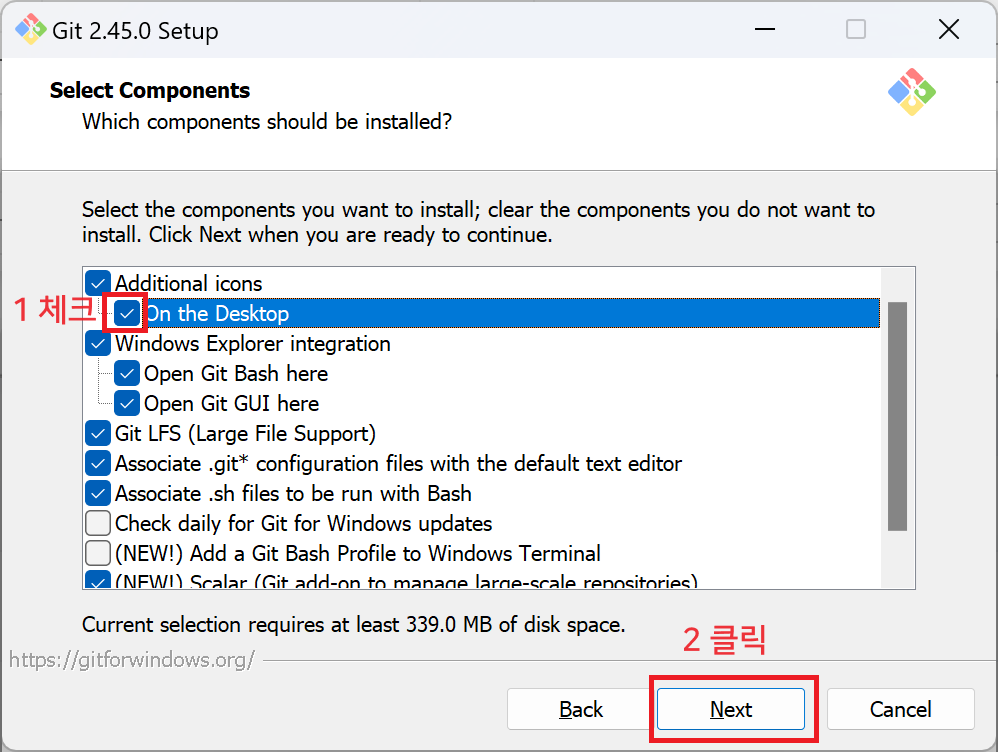 Git 2.45.0 Setup
Select Components
Which components should be installed?
Select the components you want to install; clear the components you do not want to
install. Click Next when you are ready to continue.
Additional icons
1 체크
On the Desktop
Windows Explorer integration
Open Git Bash here
Open Git GUI here
Git LFS (Large File Support)
Associate .git* configuration files with the default text editor
Associate .sh files to be run with Bash
Check daily for Git for Windows updates
(NEW!) Add a Git Bash Profile to Windows Terminal
(NEW!) Scalar (Git add-on to manage large-scale repositories)
Current selection requires at least 339.0 MB of disk space.
2 클릭
https://gitforwindows.org/
Back
Next
Cancel